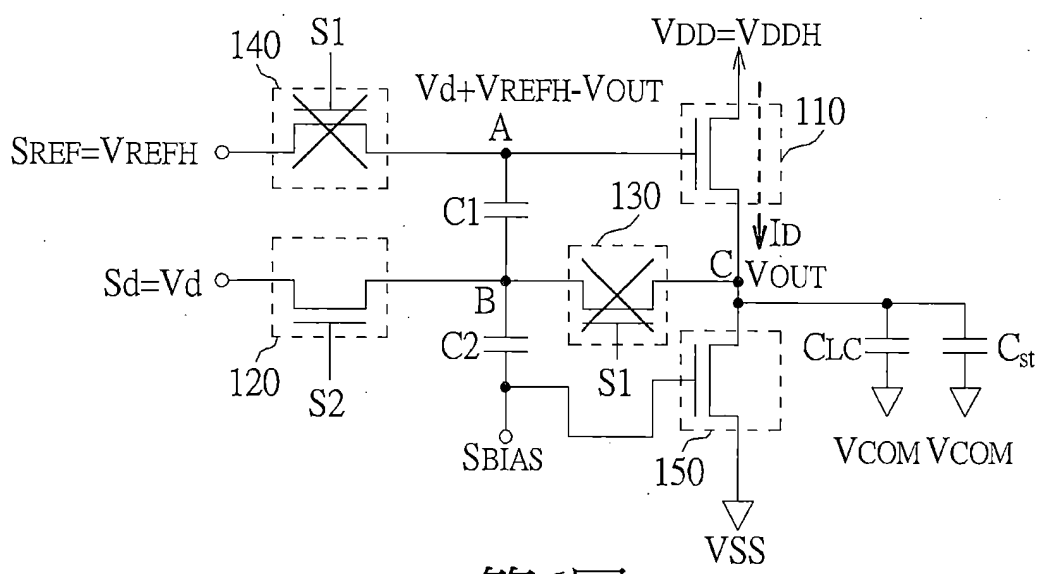 S1
140
VDD=VDDH
Vd+VREFH-VOUT
110
A
SREF=VREFH
C1
130
ID
Sd=Vd
B
C
VOUT
C2
CLC
Cst
120
S2
S1
SBIAS
150
VCOM
VCOM
VSS